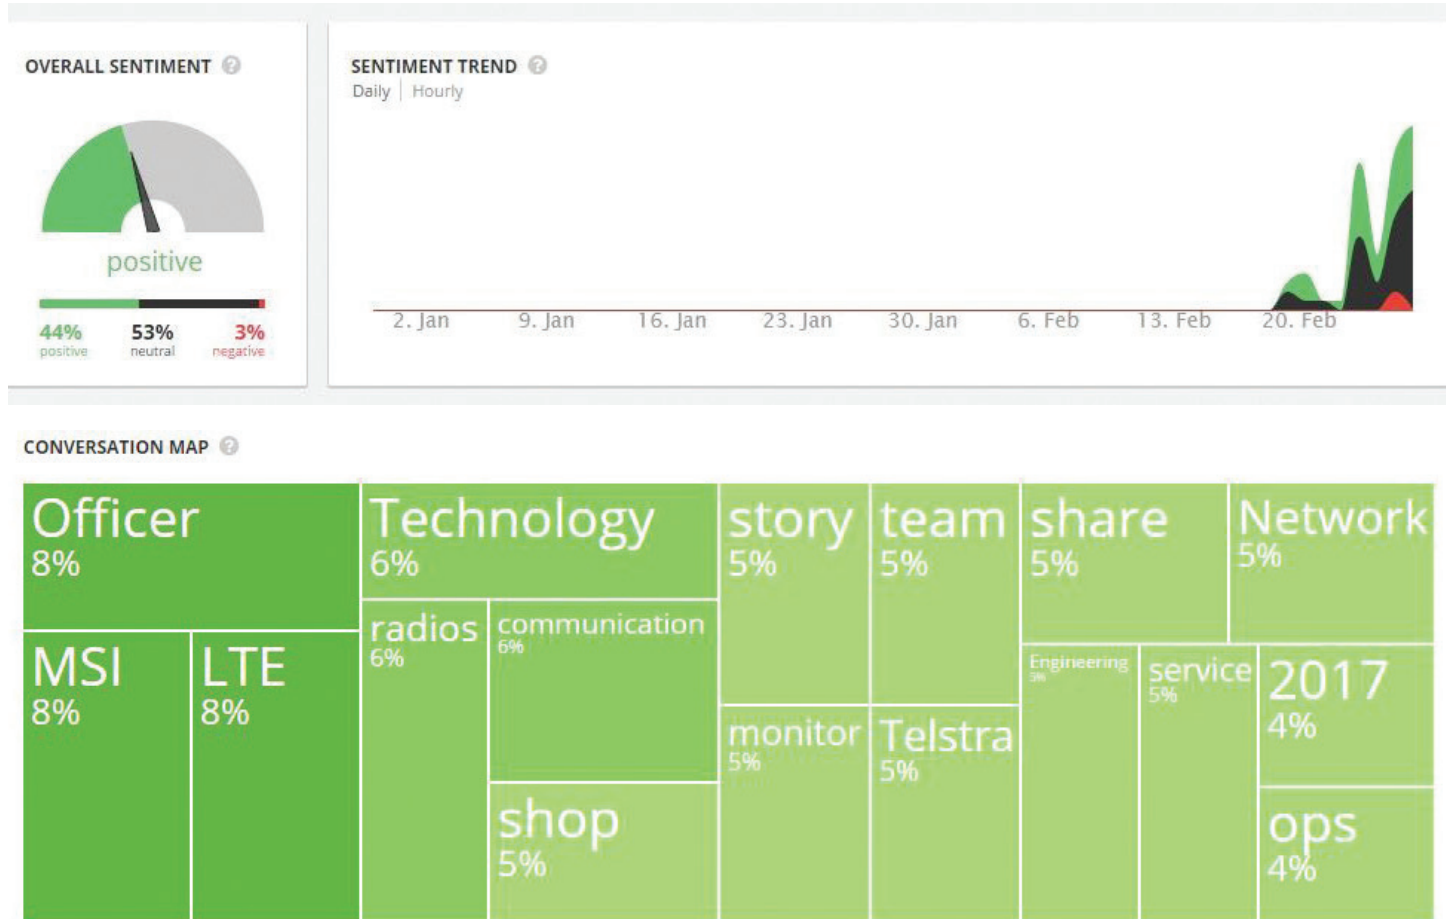 OVERALL SENTIMENT ?
positive
44% 53% 3%
positive neutral negative
SENTIMENT TREND ?
Daily | Hourly
2. Jan 9. Jan 16. Jan 23. Jan 30. Jan 6. Feb 13. Feb 20. Feb
CONVERSATION MAP ?
Officer
8%
MSI
8%
LTE
8%
Technology
6%
radios
6%
communication
6%
shop
5%
story
5%
team
5%
monitor
5%
Telstra
5%
share
5%
Network
5%
Engineering
5%
service
5%
2017
4%
ops
4%